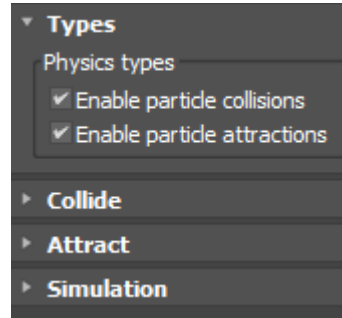 Types
Physics types
Enable particle collisions
Enable particle attractions
Collide
Attract
Simulation